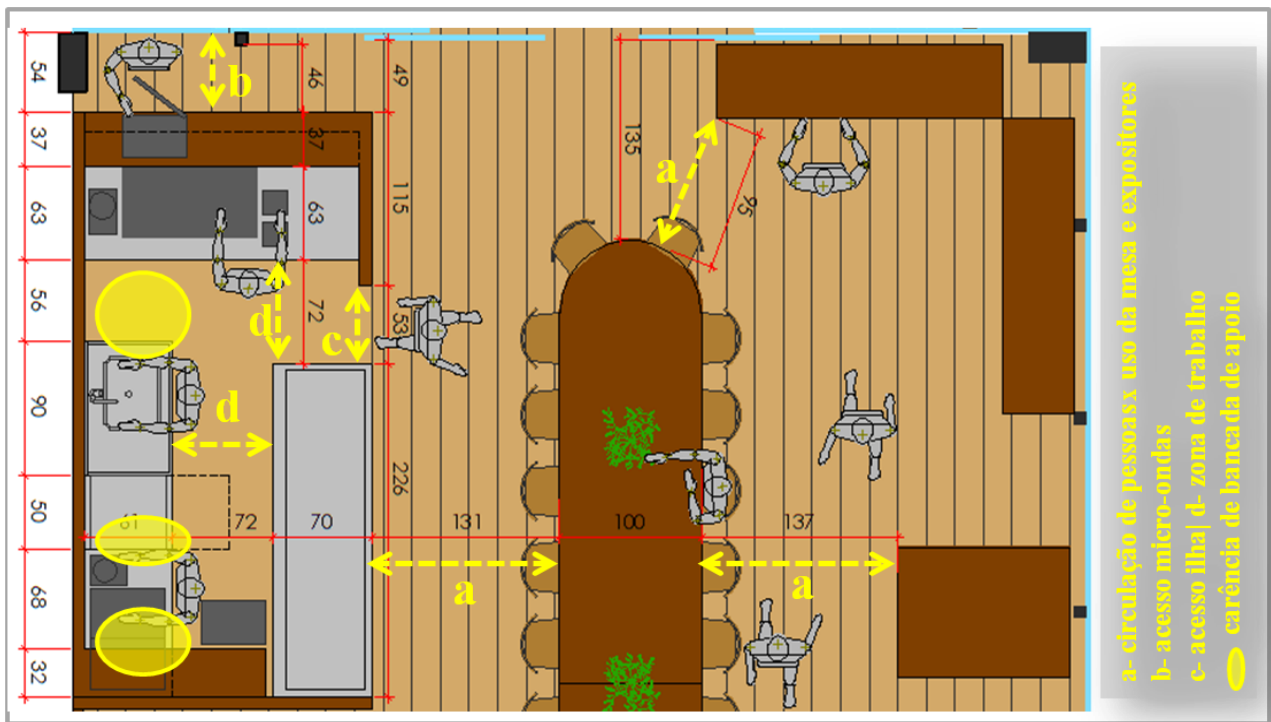 54
37
63
56
90
50
68
32
b
46
49
37
63
115
72
d
c
53
d
226
61
72
70
131
100
137
a
a
a
135
95
a- circulação de pessoas x uso da mesa e expositores
b- acesso micro-ondas
c- acesso ilha| d- zona de trabalho
carência de bancada de apoio